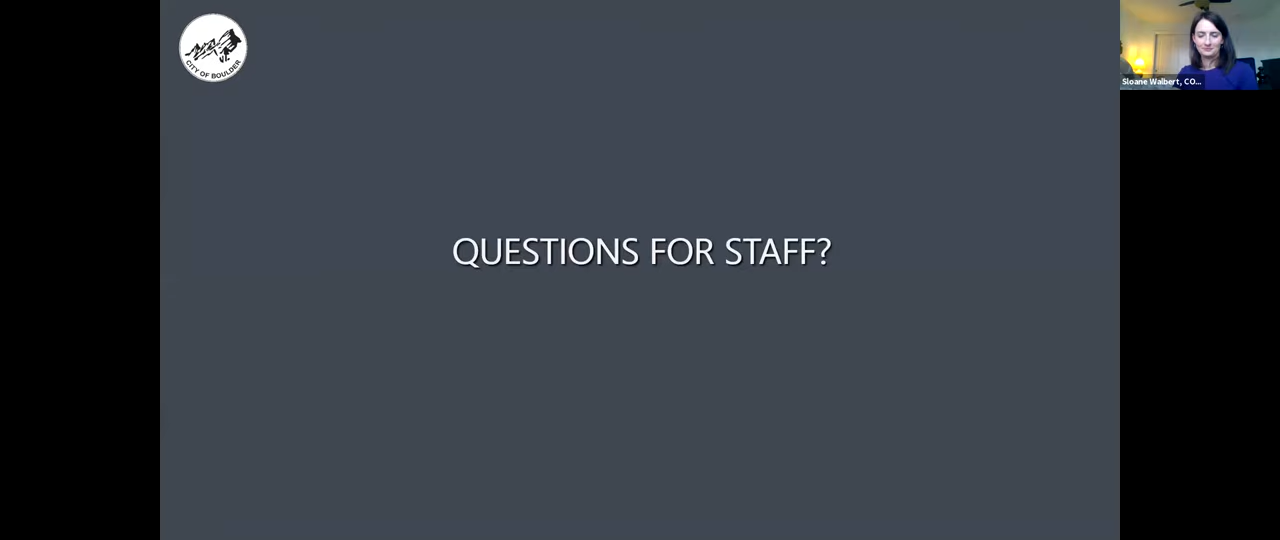 CITY OF BOULDER
Sloane Walbert, CO...
QUESTIONS FOR STAFF?